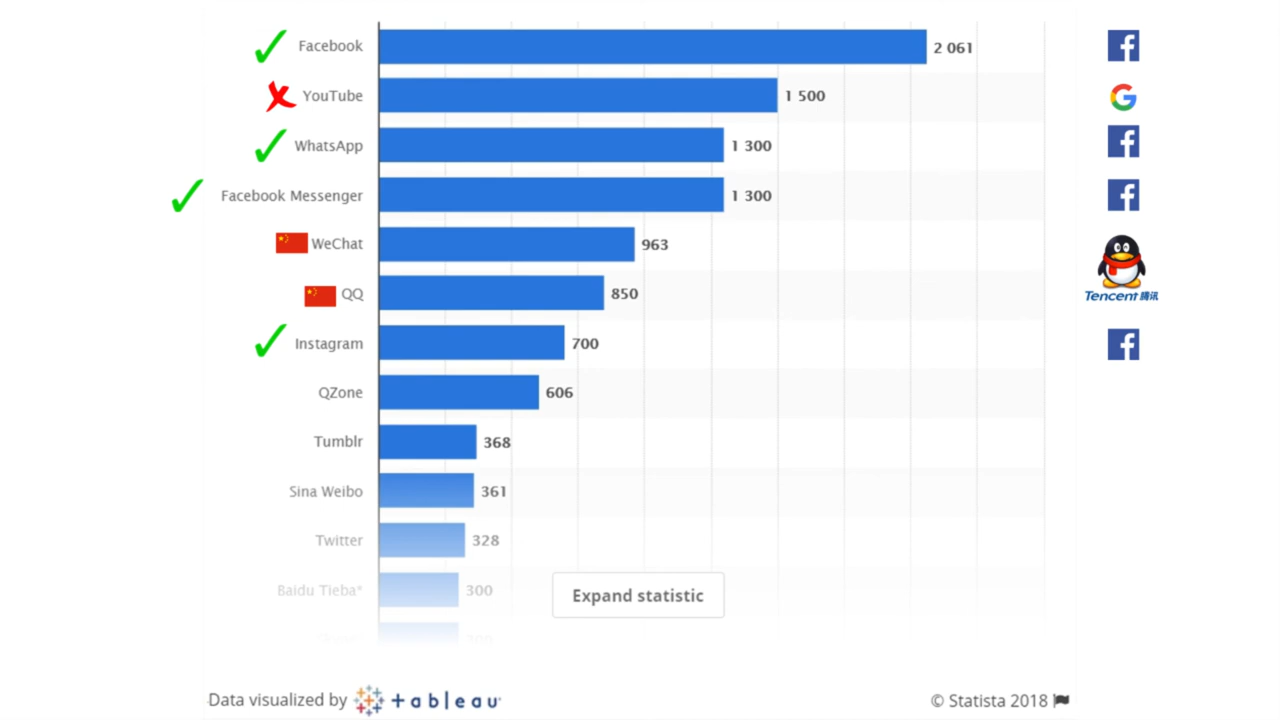 Facebook 2 061
YouTube 1 500
WhatsApp 1 300
Facebook Messenger 1 300
WeChat 963
QQ 850
Tencent 腾讯
Instagram 700
QZone 606
Tumblr 368
Sina Weibo 361
Twitter 328
Baidu Tieba* 300
Expand statistic
Data visualized by +ableau
© Statista 2018